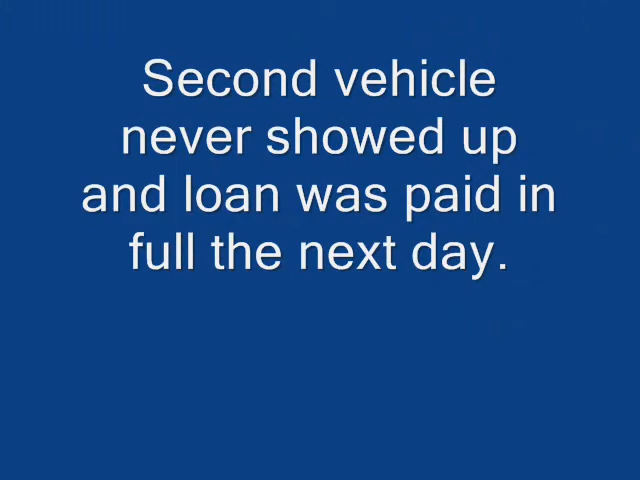 Second vehicle
never showed up
and loan was paid in
full the next day.